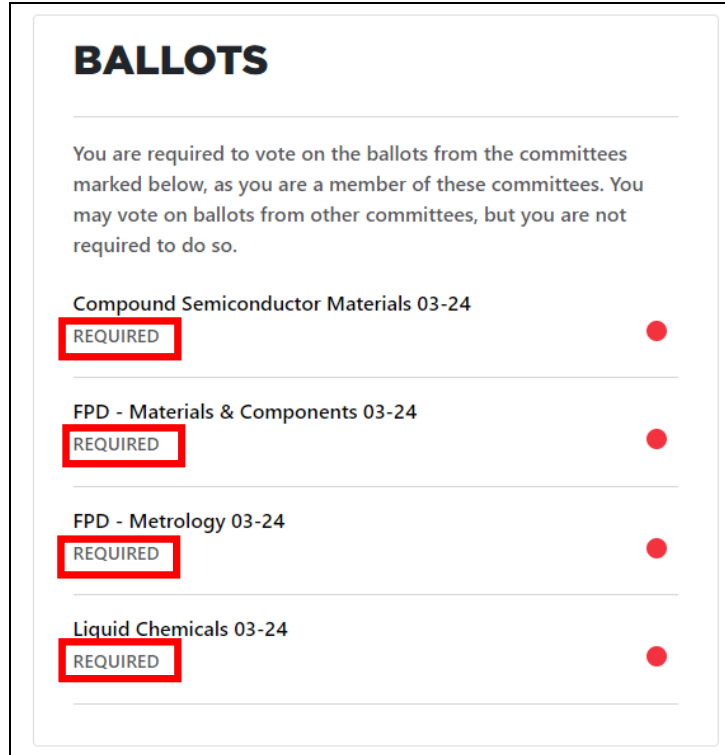 BALLOTS
You are required to vote on the ballots from the committees
marked below, as you are a member of these committees. You
may vote on ballots from other committees, but you are not
required to do so.
Compound Semiconductor Materials 03-24
REQUIRED
FPD - Materials & Components 03-24
REQUIRED
FPD - Metrology 03-24
REQUIRED
Liquid Chemicals 03-24
REQUIRED